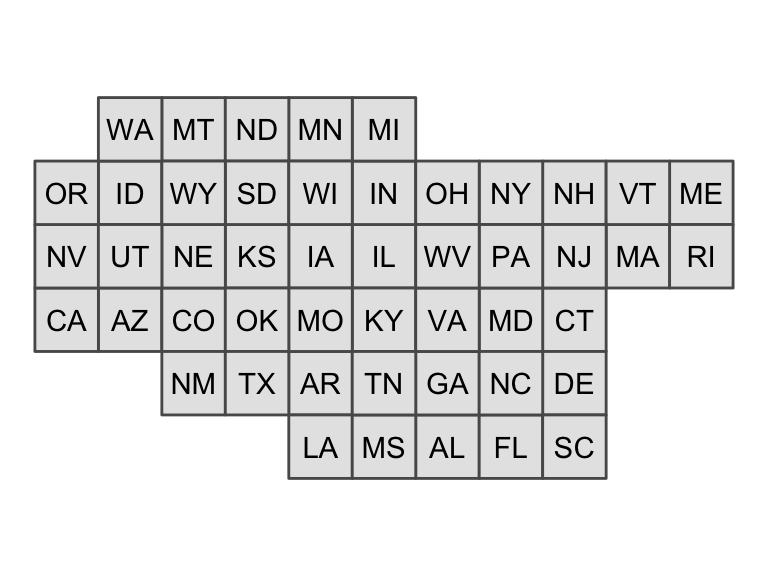 WA MT ND MN MI
OR ID WY SD WI IN OH NY NH VT ME
NV UT NE KS IA IL WV PA NJ MA RI
CA AZ CO OK MO KY VA MD CT
NM TX AR TN GA NC DE
LA MS AL FL SC